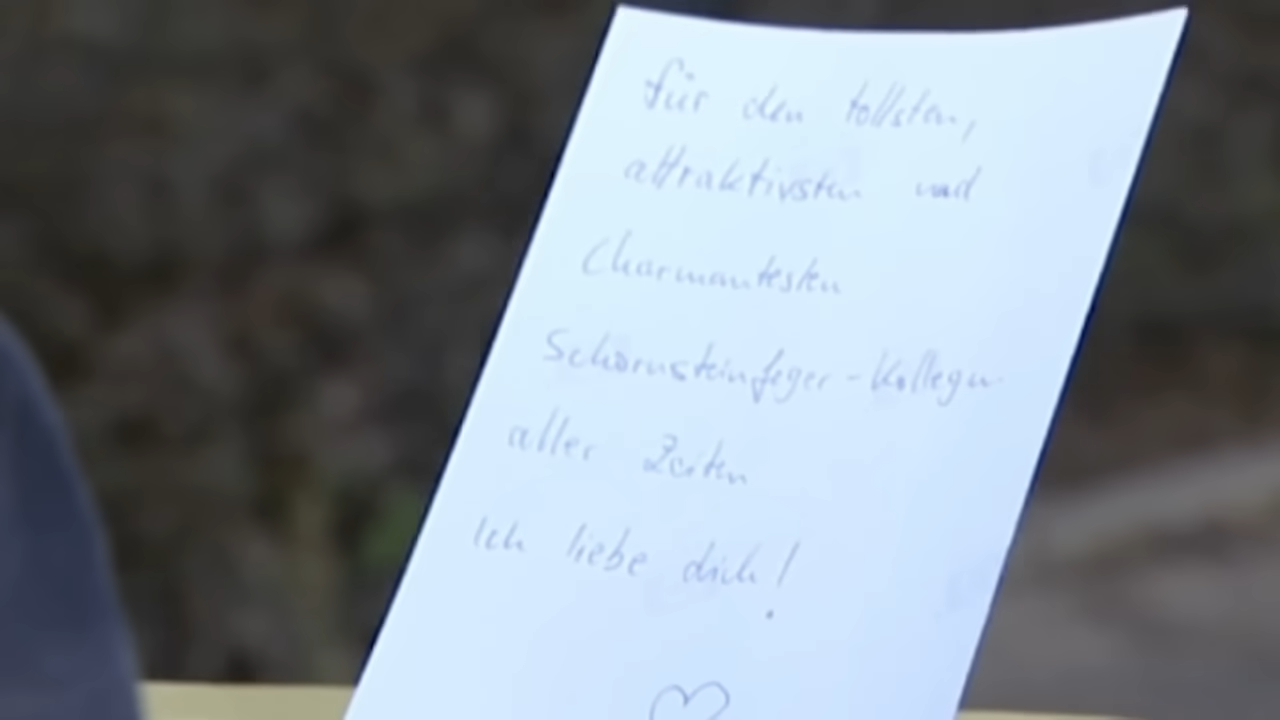 für den tollsten,
attraktivsten und
Charmantesten
Schornsteinfeger-Kollegen
aller Zeiten
Ich liebe dich!